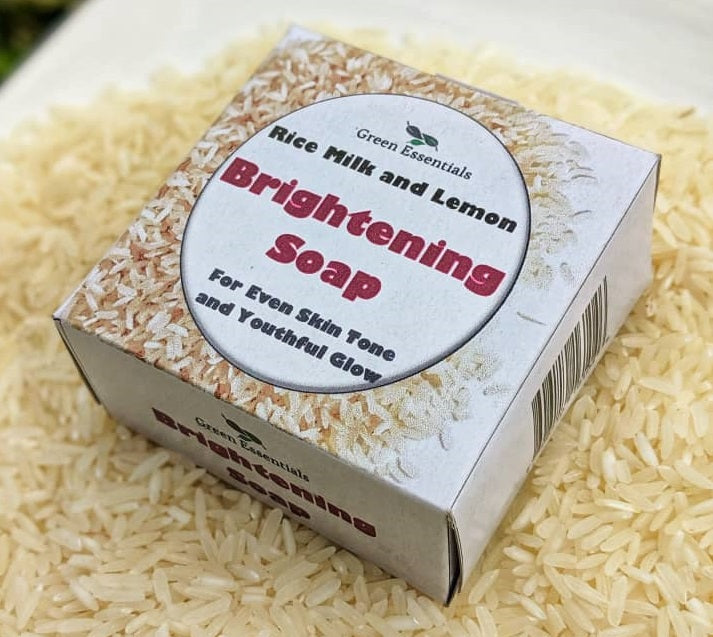 Green Essentials
Rice Milk and Lemon
Brightening
Soap
For Even Skin Tone
and Youthful Glow
Green Essentials
Brightening
Soap